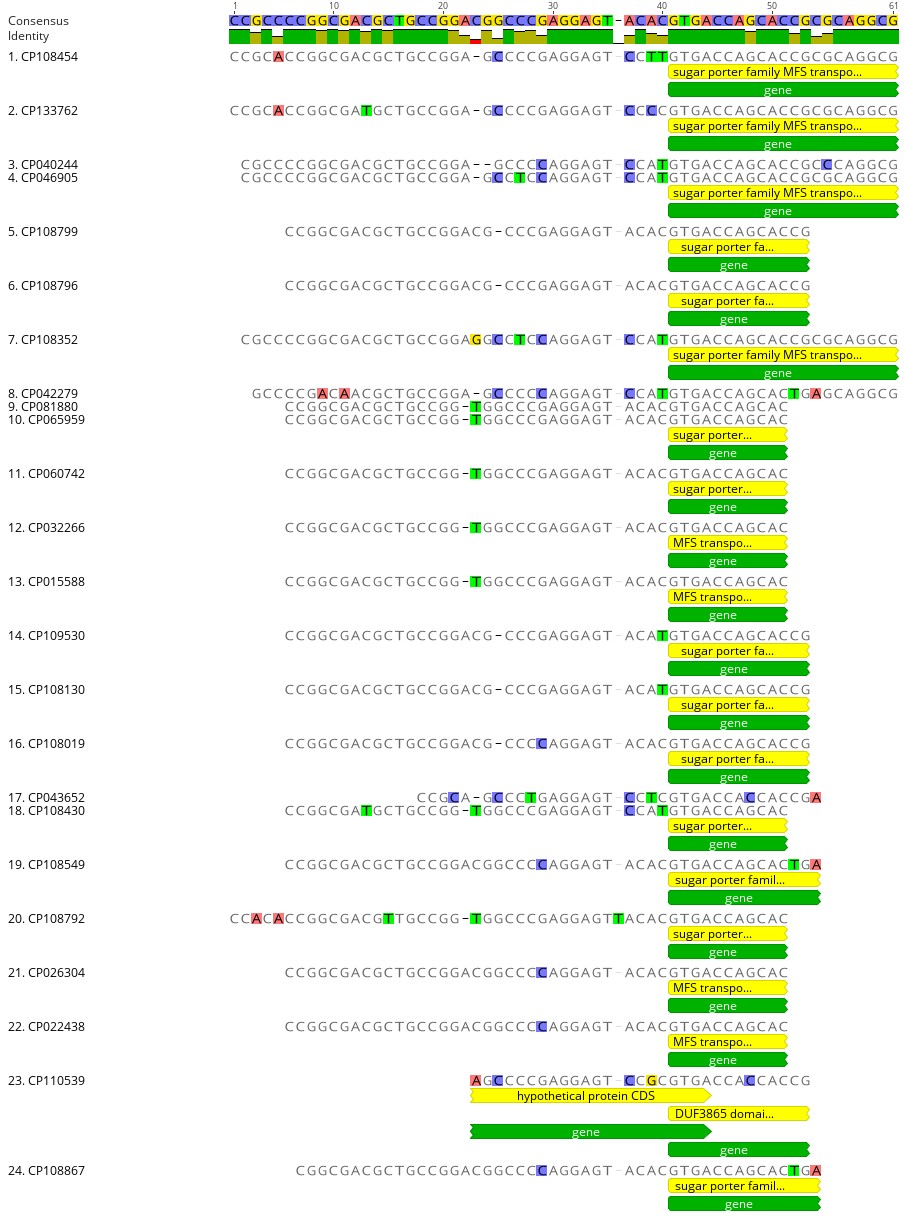 1 10 20 30 40 50 61
Consensus CCGCCCCGGCGACGCTGCCGGACGGCCCGAGGAGT-ACACGTGACCAGCACCGCGCAGGCG
Identity
1. CP108454 CCGCACCGGCGACGCTGCCGGA-GCCCCGAGGAGT-CCTTGTGACCAGCACCGCGCAGGCG
sugar porter family MFS transpo...
gene
2. CP133762 CCGCACCGGCGATGCTGCCGGA-GCCCCGAGGAGT-CCCCGTGACCAGCACCGCGCAGGCG
sugar porter family MFS transpo...
gene
3. CP040244 CGCCCCGGCGACGCTGCCGGA--GCCCCAGGAGT-CCATGTGACCAGCACCGCCCAGGCG
4. CP046905 CGCCCCGGCGACGCTGCCGGA-GCCTCCAGGAGT-CCATGTGACCAGCACCGCGCAGGCG
sugar porter family MFS transpo...
gene
5. CP108799 CCGGCGACGCTGCCGGACG-CCCGAGGAGT-ACACGTGACCAGCACCG
sugar porter fa...
gene
6. CP108796 CCGGCGACGCTGCCGGACG-CCCGAGGAGT-ACACGTGACCAGCACCG
sugar porter fa...
gene
7. CP108352 CGCCCCGGCGACGCTGCCGGAGGCCTCCAGGAGT-CCATGTGACCAGCACCGCGCAGGCG
sugar porter family MFS transpo...
gene
8. CP042279 GCCCCGACAACGCTGCCGGA-GCCCCCAGGAGT-CCATGTGACCAGCACTGAGCAGGCG
9. CP081880 CCGGCGACGCTGCCGG-TGGCCCGAGGAGT-ACACGTGACCAGCAC
10. CP065959 CCGGCGACGCTGCCGG-TGGCCCGAGGAGT-ACACGTGACCAGCAC
sugar porter...
gene
11. CP060742 CCGGCGACGCTGCCGG-TGGCCCGAGGAGT-ACACGTGACCAGCAC
sugar porter...
gene
12. CP032266 CCGGCGACGCTGCCGG-TGGCCCGAGGAGT-ACACGTGACCAGCAC
MFS transpo...
gene
13. CP015588 CCGGCGACGCTGCCGG-TGGCCCGAGGAGT-ACACGTGACCAGCAC
MFS transpo...
gene
14. CP109530 CCGGCGACGCTGCCGGACG-CCCGAGGAGT-ACATGTGACCAGCACCG
sugar porter fa...
gene
15. CP108130 CCGGCGACGCTGCCGGACG-CCCGAGGAGT-ACATGTGACCAGCACCG
sugar porter fa...
gene
16. CP108019 CCGGCGACGCTGCCGGACG-CCCCAGGAGT-ACACGTGACCAGCACCG
sugar porter fa...
gene
17. CP043652 CCGCA-GCCCTGAGGAGT-CCTCGTGACCACCACCGA
18. CP108430 CCGGCGATGCTGCCGG-TGGCCCGAGGAGT-CCATGTGACCAGCAC
sugar porter...
gene
19. CP108549 CCGGCGACGCTGCCGGACGGCCCCAGGAGT-ACACGTGACCAGCACTGA
sugar porter famil...
gene
20. CP108792 CCACACCGGCGACGTTGCCGG-TGGCCCGAGGAGTTACACGTGACCAGCAC
sugar porter...
gene
21. CP026304 CCGGCGACGCTGCCGGACGGCCCCAGGAGT-ACACGTGACCAGCAC
MFS transpo...
gene
22. CP022438 CCGGCGACGCTGCCGGACGGCCCCAGGAGT-ACACGTGACCAGCAC
MFS transpo...
gene
23. CP110539 AGCCCCGAGGAGT-CCGCGTGACCACCACCG
hypothetical protein CDS
DUF3865 domai...
gene
gene
24. CP108867 CGGCGACGCTGCCGGACGGCCCCAGGAGT-ACACGTGACCAGCACTGA
sugar porter famil...
gene